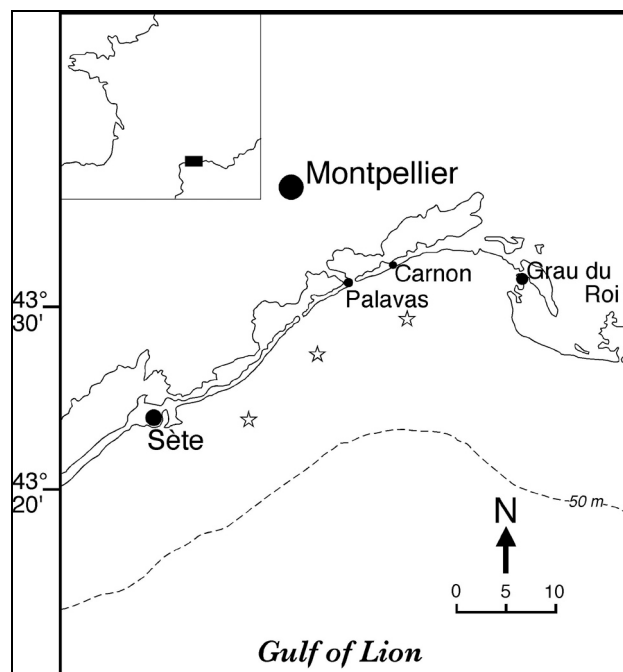 Montpellier
Carnon
Grau du
Roi
Palavas
43°
30'
Sète
43°
20'
50 m
N
0 5 10
Gulf of Lion